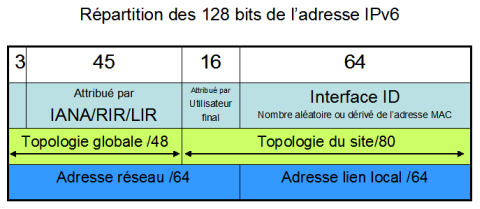 Répartition des 128 bits de l'adresse IPv6
3 45 16 64
Attribué par
IANA/RIR/LIR
Attribué par
Utilisateur
final
Interface ID
Nombre aléatoire ou dérivé de l'adresse MAC
Topologie globale /48 Topologie du site/80
Adresse réseau /64 Adresse lien local /64